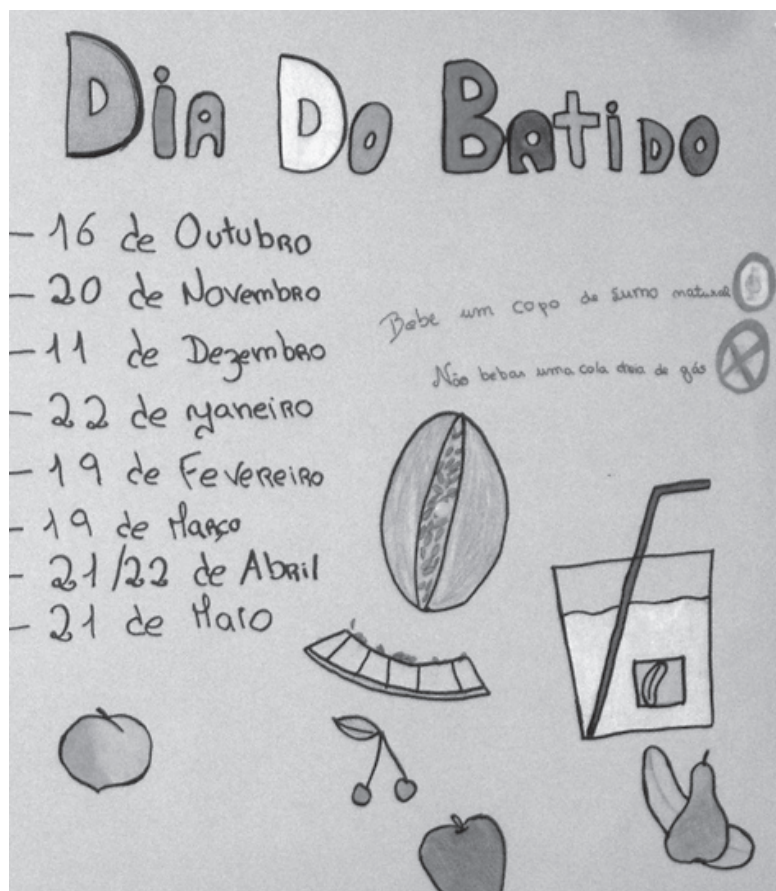 Dia Do Batido
- 16 de Outubro
- 20 de Novembro
- 11 de Dezembro
- 22 de Janeiro
- 19 de Fevereiro
- 19 de Março
- 21/22 de Abril
- 21 de Maio
Bebe um copo de sumo natural
Não bebas uma cola cheia de gás